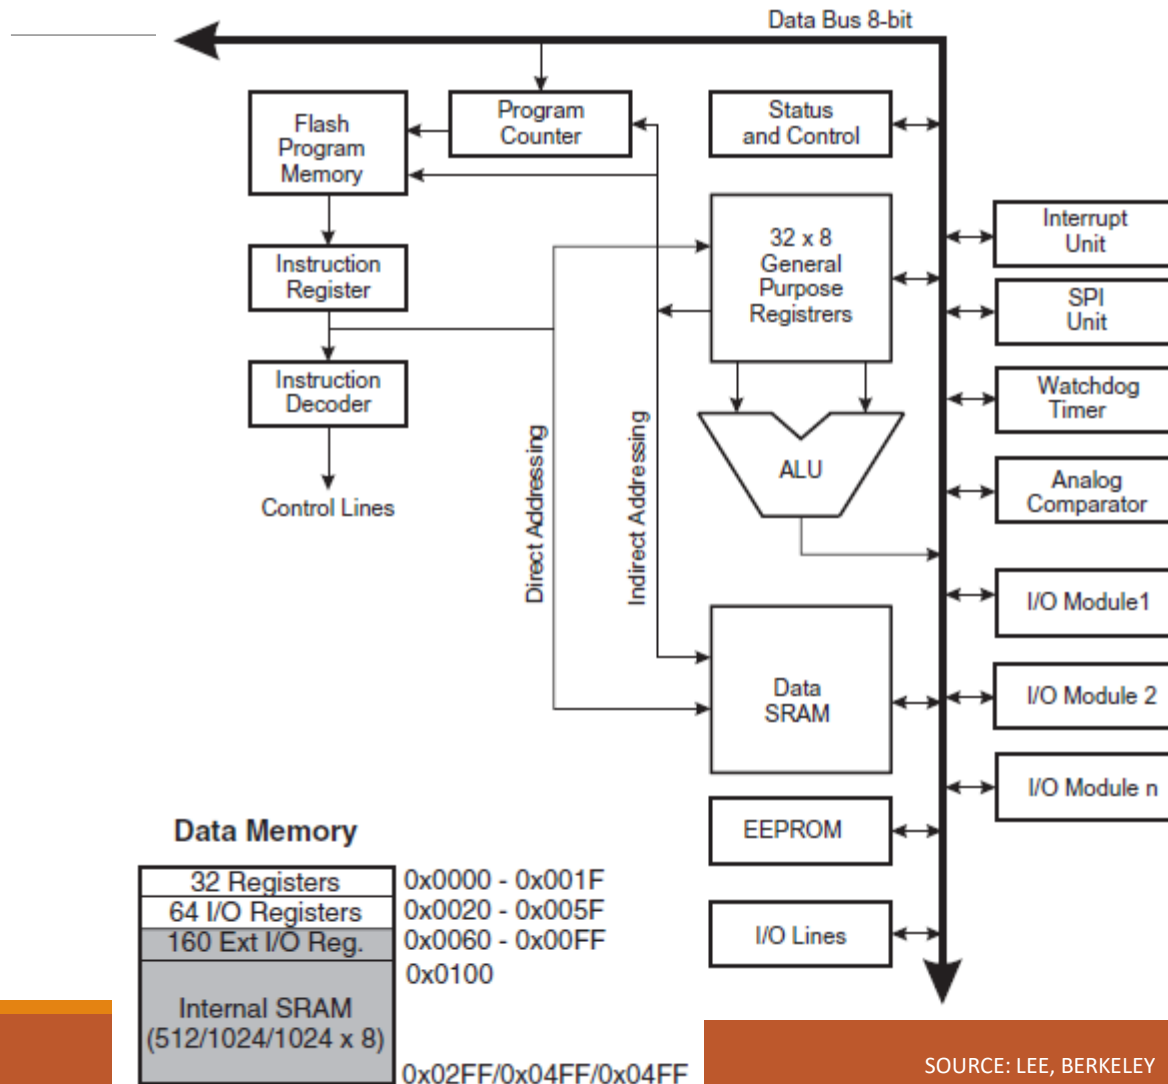 Data Bus 8-bit
Flash
Program
Memory
Program
Counter
Status
and Control
Instruction
Register
32 x 8
General
Purpose
Registrers
Interrupt
Unit
SPI
Unit
Instruction
Decoder
Watchdog
Timer
Control Lines
Direct Addressing
Indirect Addressing
ALU
Analog
Comparator
I/O Module1
Data
SRAM
I/O Module 2
I/O Module n
EEPROM
I/O Lines
Data Memory
32 Registers 0x0000 - 0x001F
64 I/O Registers 0x0020 - 0x005F
160 Ext I/O Reg. 0x0060 - 0x00FF
0x0100
Internal SRAM
(512/1024/1024 x 8)
0x02FF/0x04FF/0x04FF
SOURCE: LEE, BERKELEY